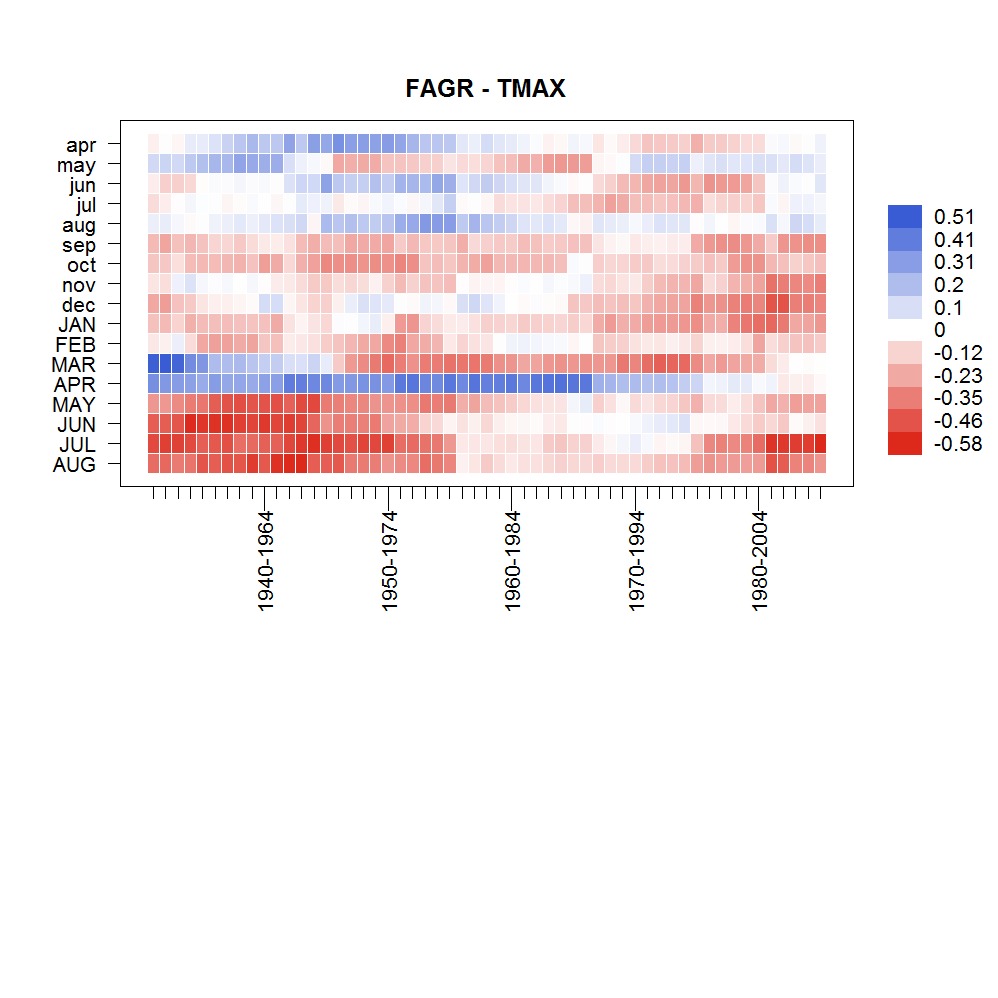 FAGR - TMAX
apr
may
jun
jul
aug
sep
oct
nov
dec
JAN
FEB
MAR
APR
MAY
JUN
JUL
AUG
0.51
0.41
0.31
0.2
0.1
0
-0.12
-0.23
-0.35
-0.46
-0.58
1940-1964
1950-1974
1960-1984
1970-1994
1980-2004